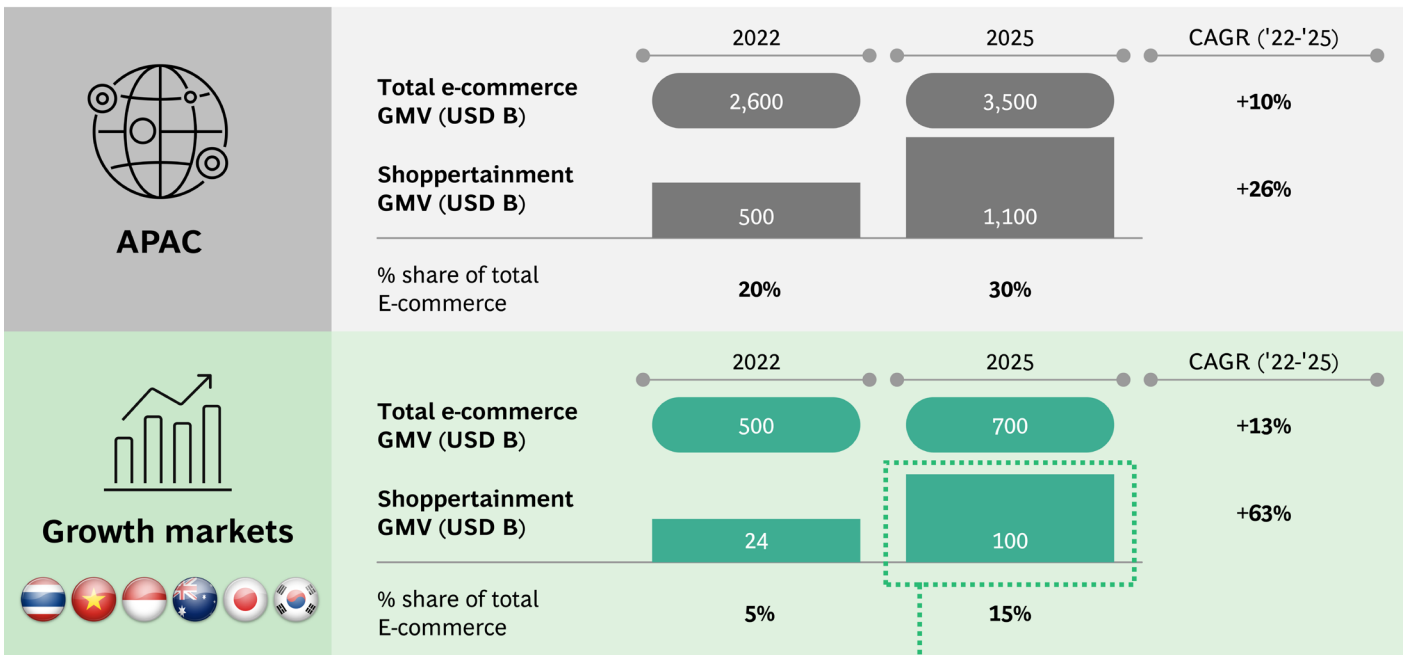 2022 2025 CAGR ('22-'25)
Total e-commerce
GMV (USD B)
2,600 3,500 +10%
Shoppertainment
GMV (USD B)
500 1,100 +26%
APAC
% share of total
E-commerce
20% 30%
2022 2025 CAGR ('22-'25)
Total e-commerce
GMV (USD B)
500 700 +13%
Shoppertainment
GMV (USD B)
24 100 +63%
Growth markets
% share of total
E-commerce
5% 15%